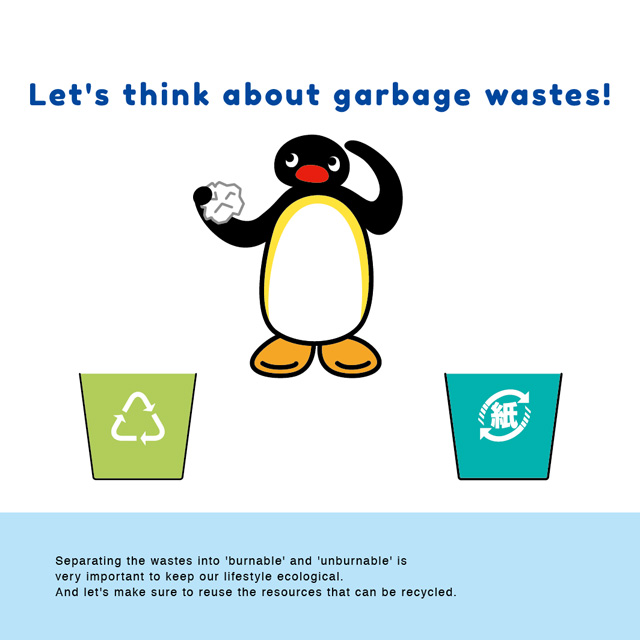 Let's think about garbage wastes!
紙
Separating the wastes into 'burnable' and 'unburnable' is
very important to keep our lifestyle ecological.
And let's make sure to reuse the resources that can be recycled.